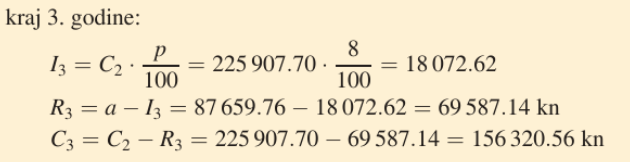 kraj 3. godine:
I₃ = C₂ · p/100 = 225 907.70 · 8/100 = 18 072.62
R₃ = a − I₃ = 87 659.76 − 18 072.62 = 69 587.14 kn
C₃ = C₂ − R₃ = 225 907.70 − 69 587.14 = 156 320.56 kn